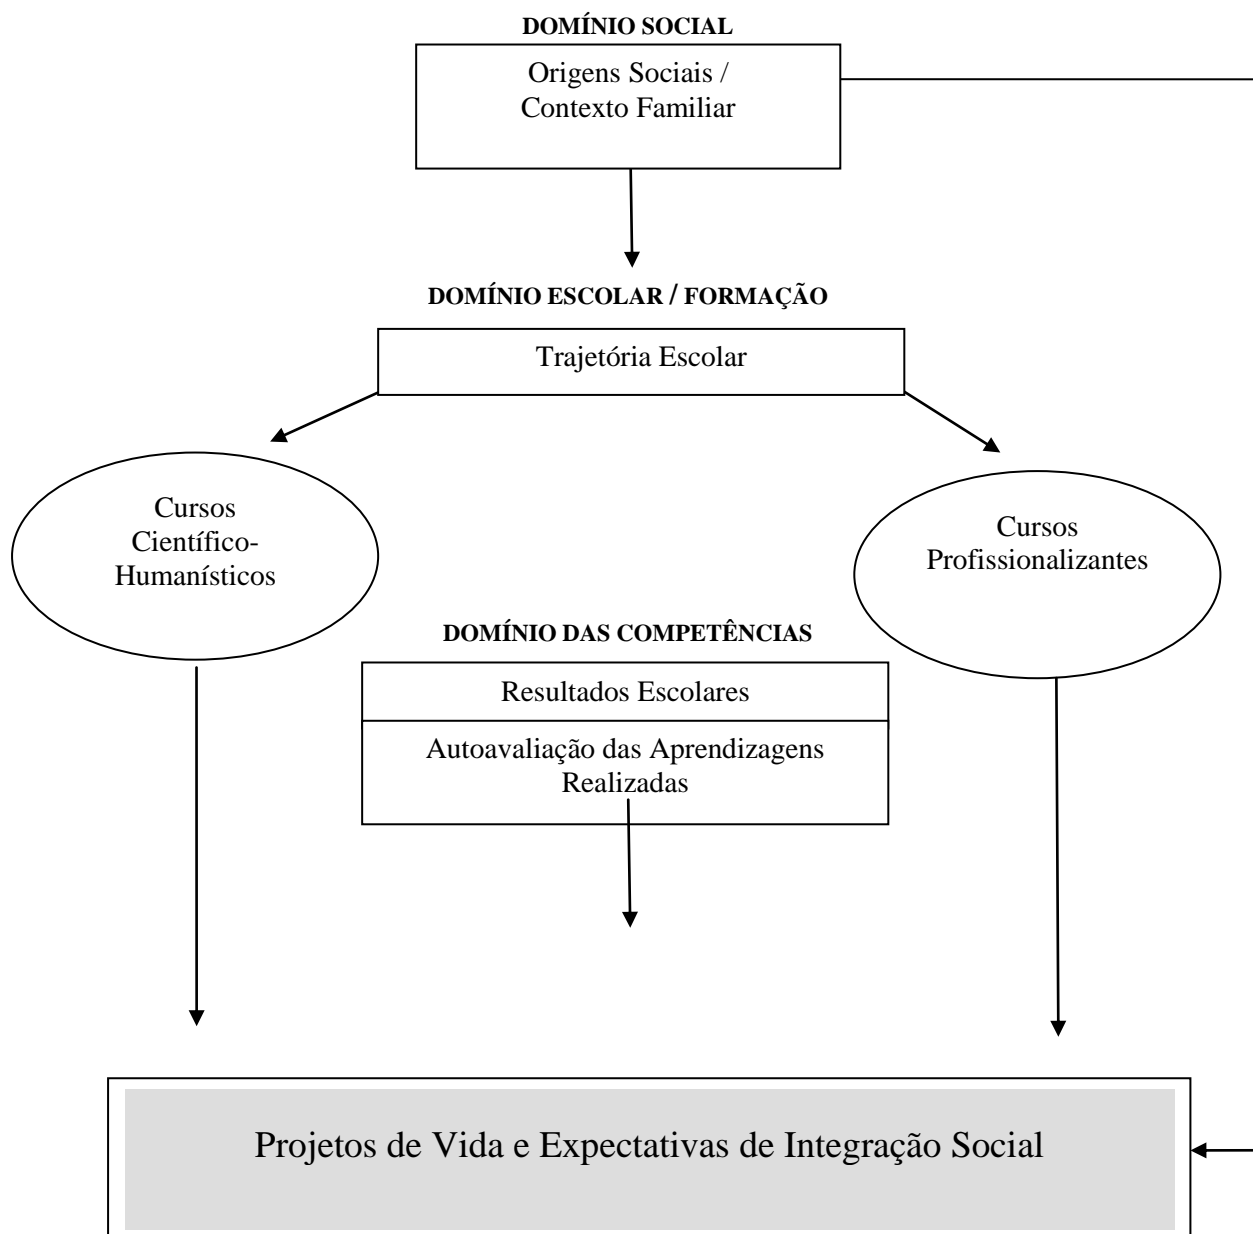 DOMÍNIO SOCIAL
Origens Sociais /
Contexto Familiar
DOMÍNIO ESCOLAR / FORMAÇÃO
Trajetória Escolar
Cursos
Científico-
Humanísticos
Cursos
Profissionalizantes
DOMÍNIO DAS COMPETÊNCIAS
Resultados Escolares
Autoavaliação das Aprendizagens
Realizadas
Projetos de Vida e Expectativas de Integração Social